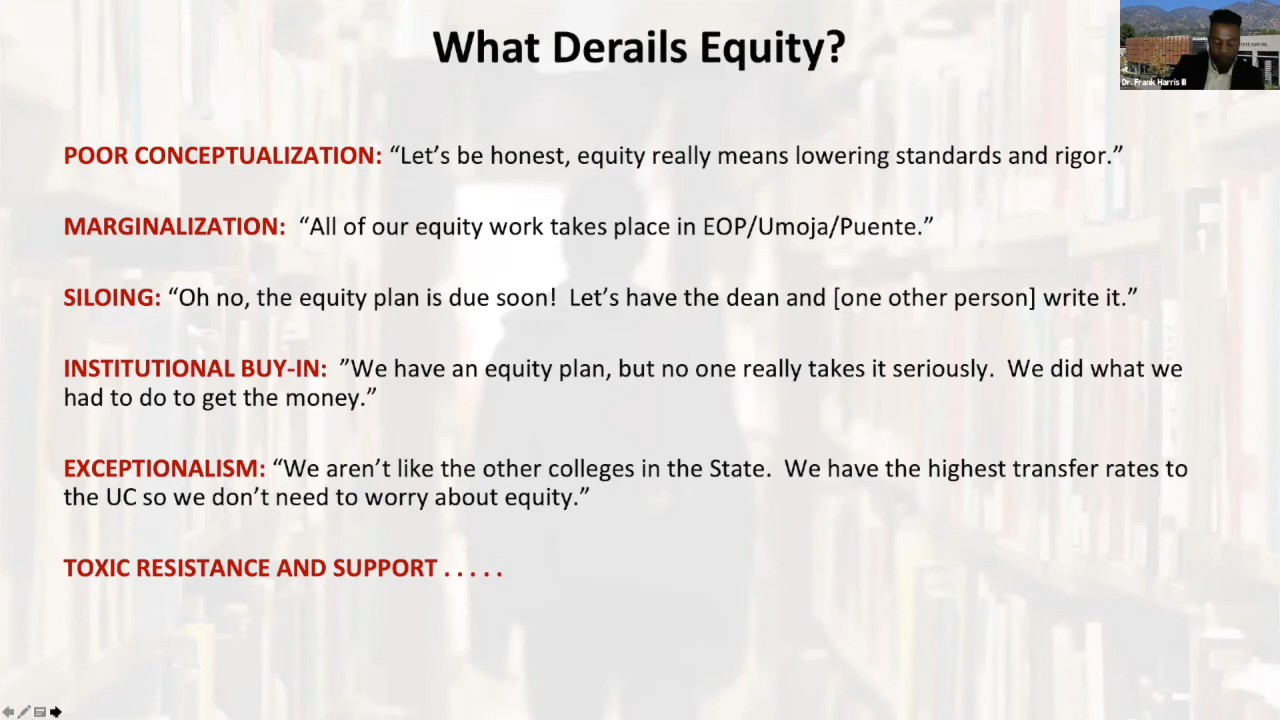 What Derails Equity?
Dr. Frank Harris III
POOR CONCEPTUALIZATION: “Let’s be honest, equity really means lowering standards and rigor.”
MARGINALIZATION: “All of our equity work takes place in EOP/Umoja/Puente.”
SILOING: “Oh no, the equity plan is due soon! Let’s have the dean and [one other person] write it.”
INSTITUTIONAL BUY-IN: ”We have an equity plan, but no one really takes it seriously. We did what we
had to do to get the money.”
EXCEPTIONALISM: “We aren’t like the other colleges in the State. We have the highest transfer rates to
the UC so we don’t need to worry about equity.”
TOXIC RESISTANCE AND SUPPORT . . . . .